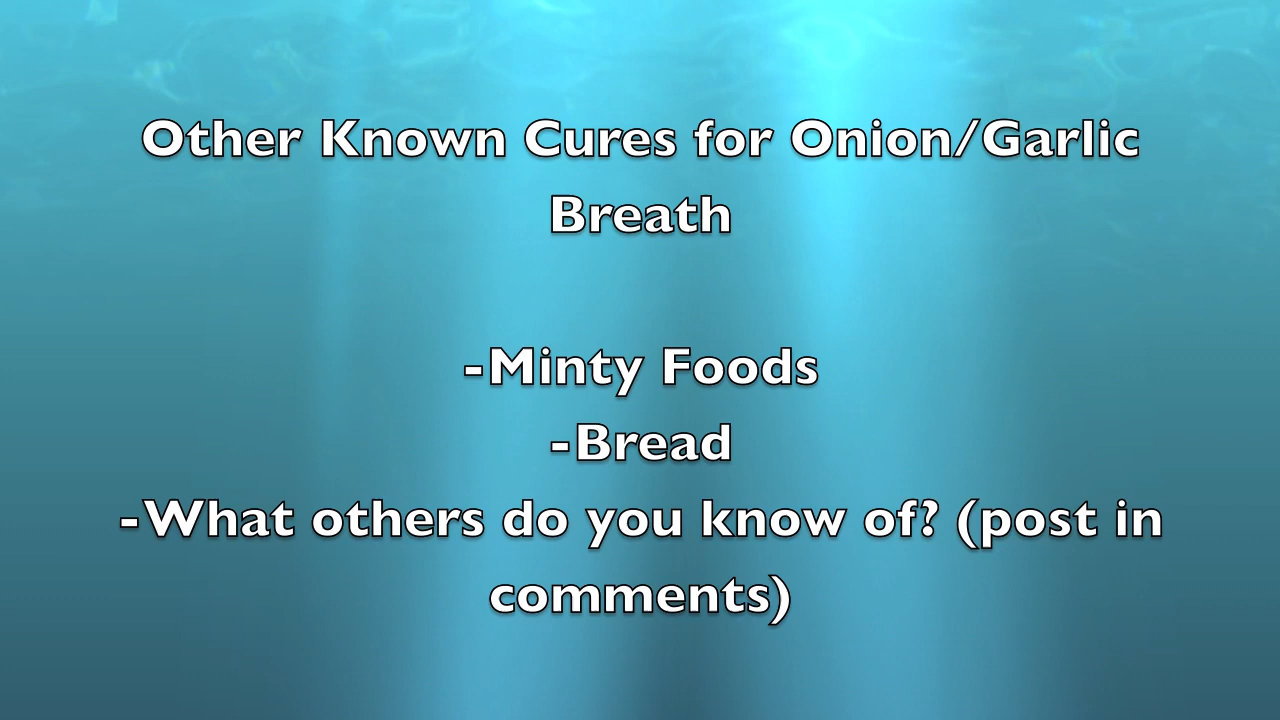 Other Known Cures for Onion/Garlic
Breath
-Minty Foods
-Bread
-What others do you know of? (post in
comments)